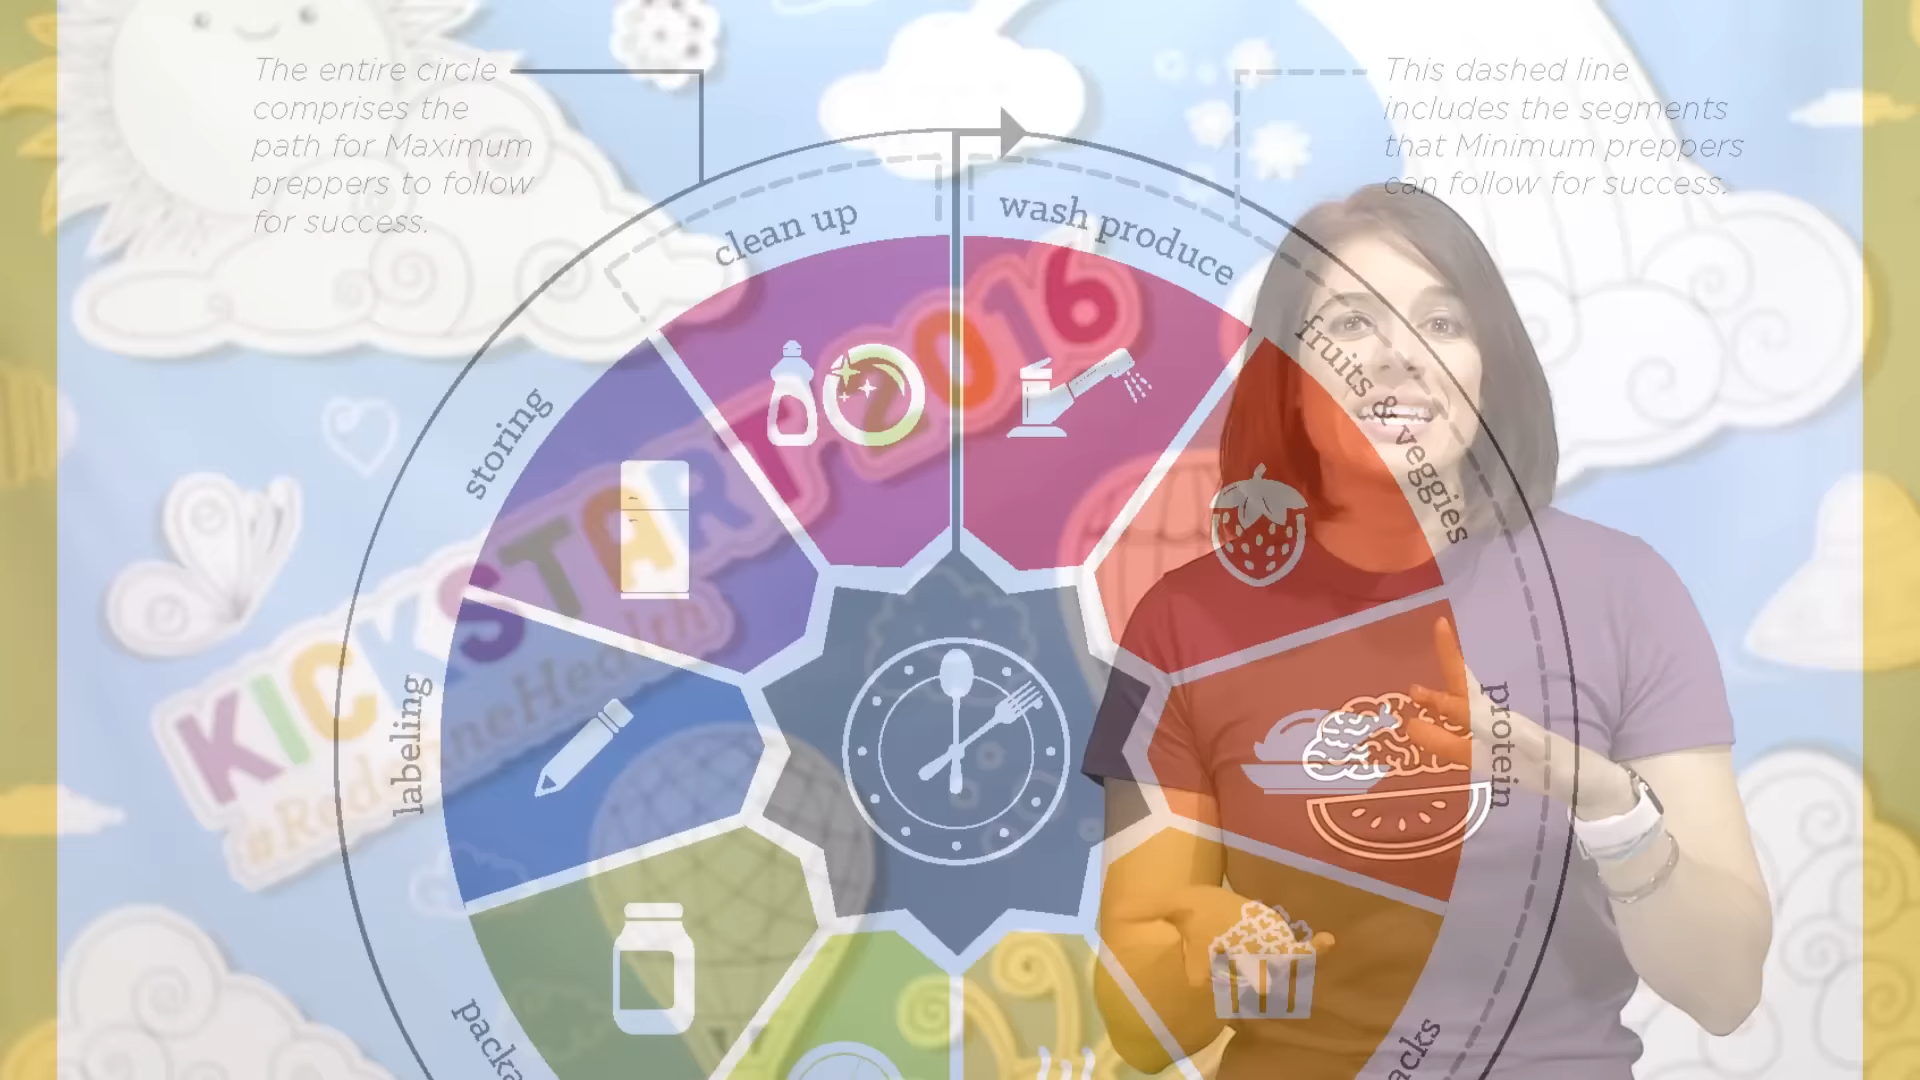 The entire circle
comprises the
path for Maximum
preppers to follow
for success.
This dashed line
includes the segments
that Minimum preppers
can follow for success.
clean up
wash produce
fruits & veggies
storing
protein
labeling
KICKSTART 2016